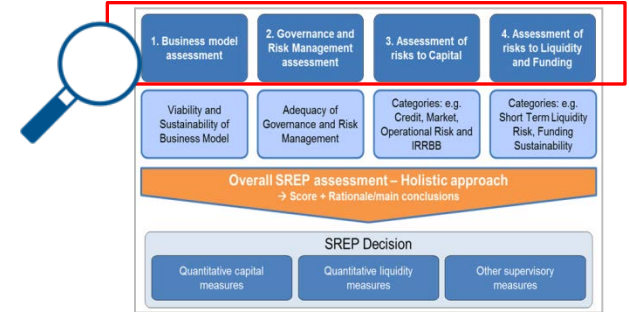 1. Business model
assessment
2. Governance and
Risk Management
assessment
3. Assessment of
risks to Capital
4. Assessment of
risks to Liquidity
and Funding
Viability and
Sustainability of
Business Model
Adequacy of
Governance and Risk
Management
Categories: e.g.
Credit, Market,
Operational Risk and
IRRBB
Categories: e.g.
Short Term Liquidity
Risk, Funding
Sustainability
Overall SREP assessment – Holistic approach
→ Score + Rationale/main conclusions
SREP Decision
Quantitative capital
measures
Quantitative liquidity
measures
Other supervisory
measures